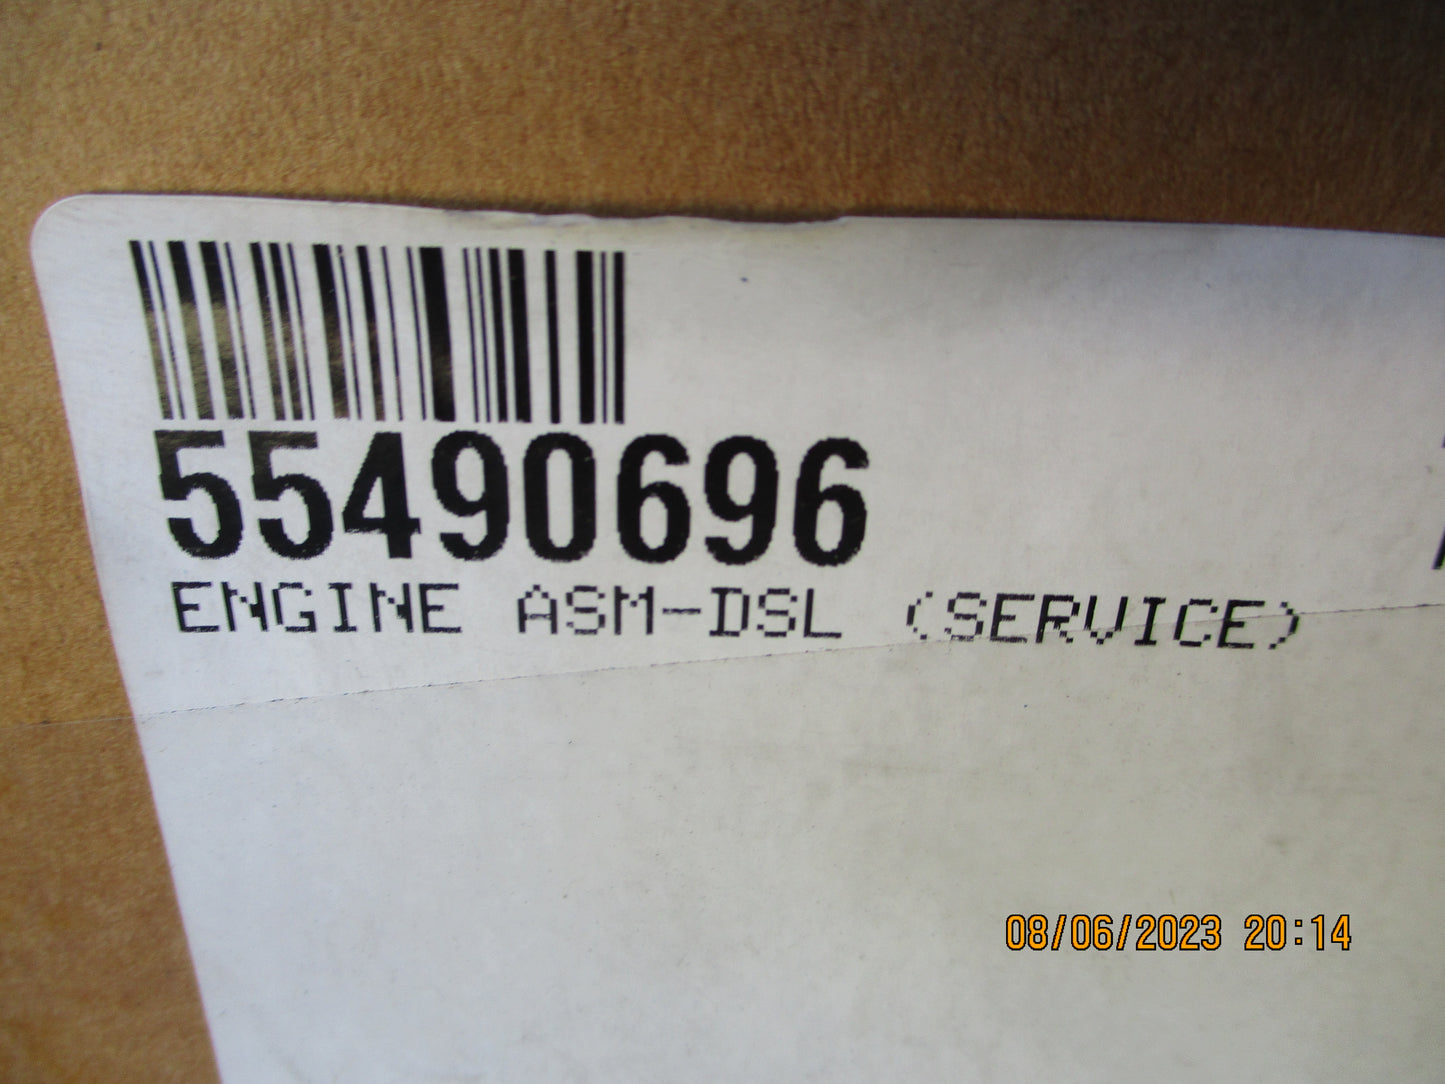 55490696
ENGINE ASM-DSL (SERVICE)
08/06/2023 20:14